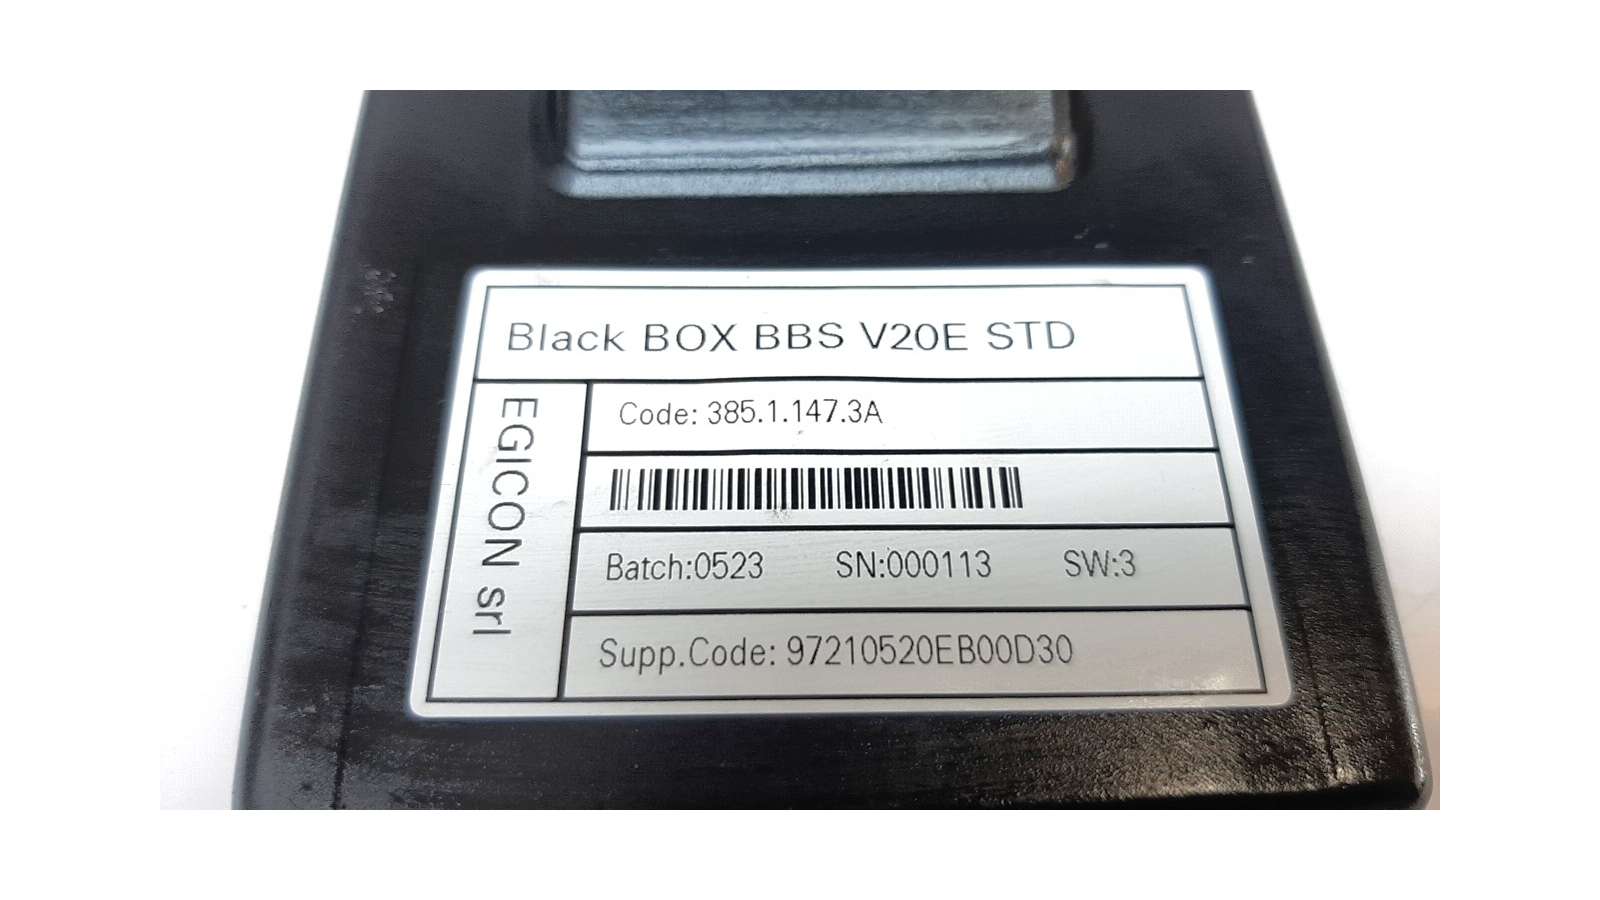 Black BOX BBS V20E STD
EGICON srl
Code: 385.1.147.3A
Batch:0523 SN:000113 SW:3
Supp.Code: 97210520EB00D30